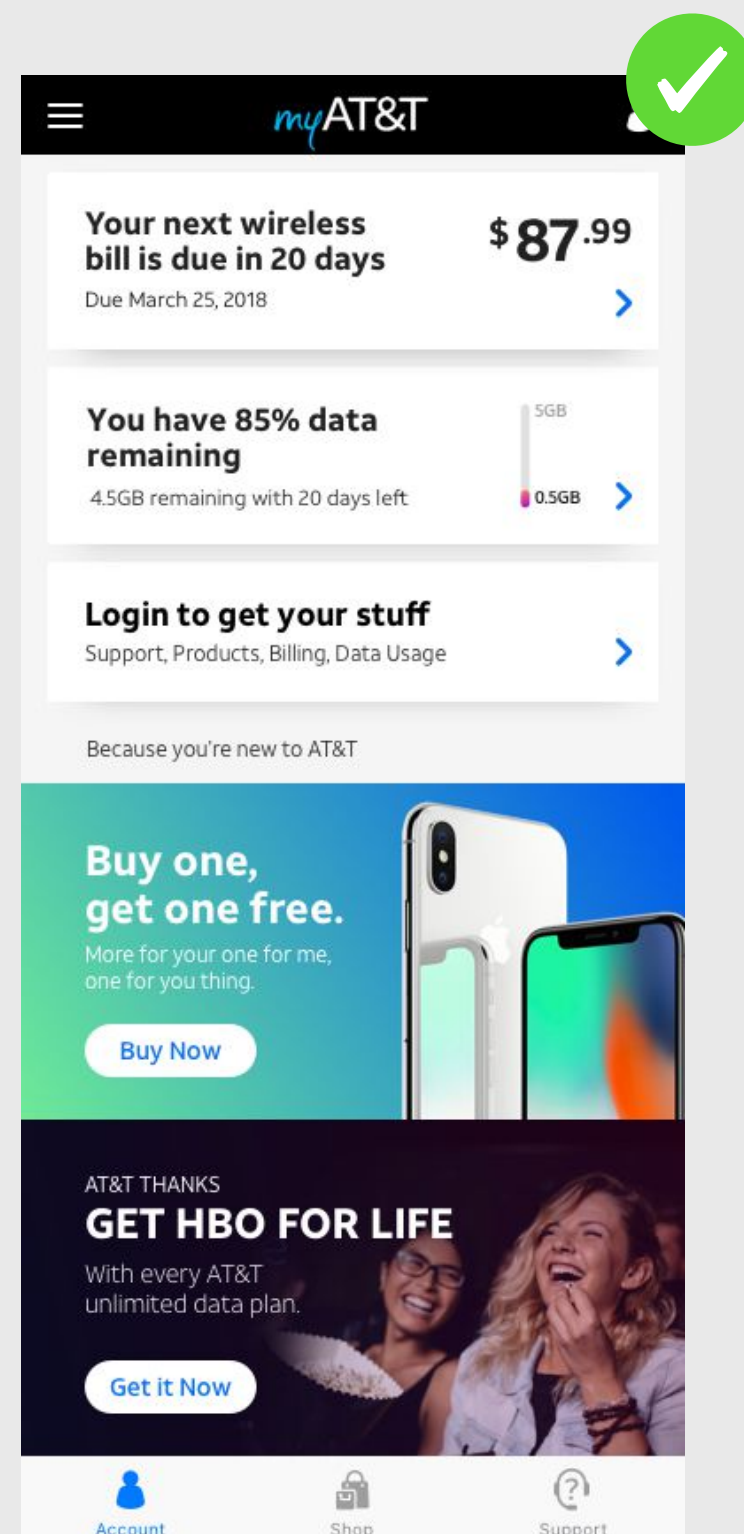 myAT&T
Your next wireless
bill is due in 20 days
$87.99
Due March 25, 2018
You have 85% data
remaining
4.5GB remaining with 20 days left
5GB
0.5GB
Login to get your stuff
Support, Products, Billing, Data Usage
Because you're new to AT&T
Buy one,
get one free.
More for your one for me,
one for you thing.
Buy Now
AT&T THANKS
GET HBO FOR LIFE
With every AT&T
unlimited data plan.
Get it Now
Account
Shop
Support